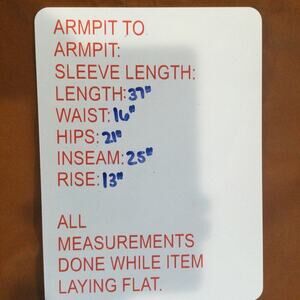 ARMPIT TO
ARMPIT:
SLEEVE LENGTH:
LENGTH: 37"
WAIST: 16"
HIPS: 21"
INSEAM: 25"
RISE: 13"
ALL
MEASUREMENTS
DONE WHILE ITEM
LAYING FLAT.